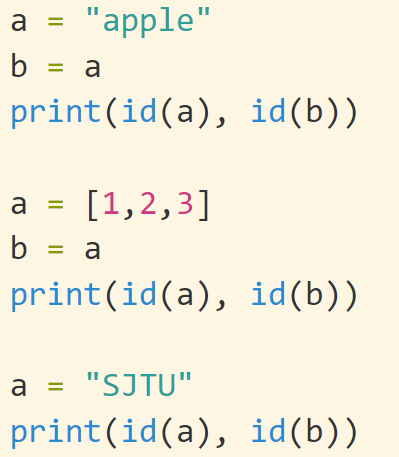 a = "apple"
b = a
print(id(a), id(b))
a = [1,2,3]
b = a
print(id(a), id(b))
a = "SJTU"
print(id(a), id(b))